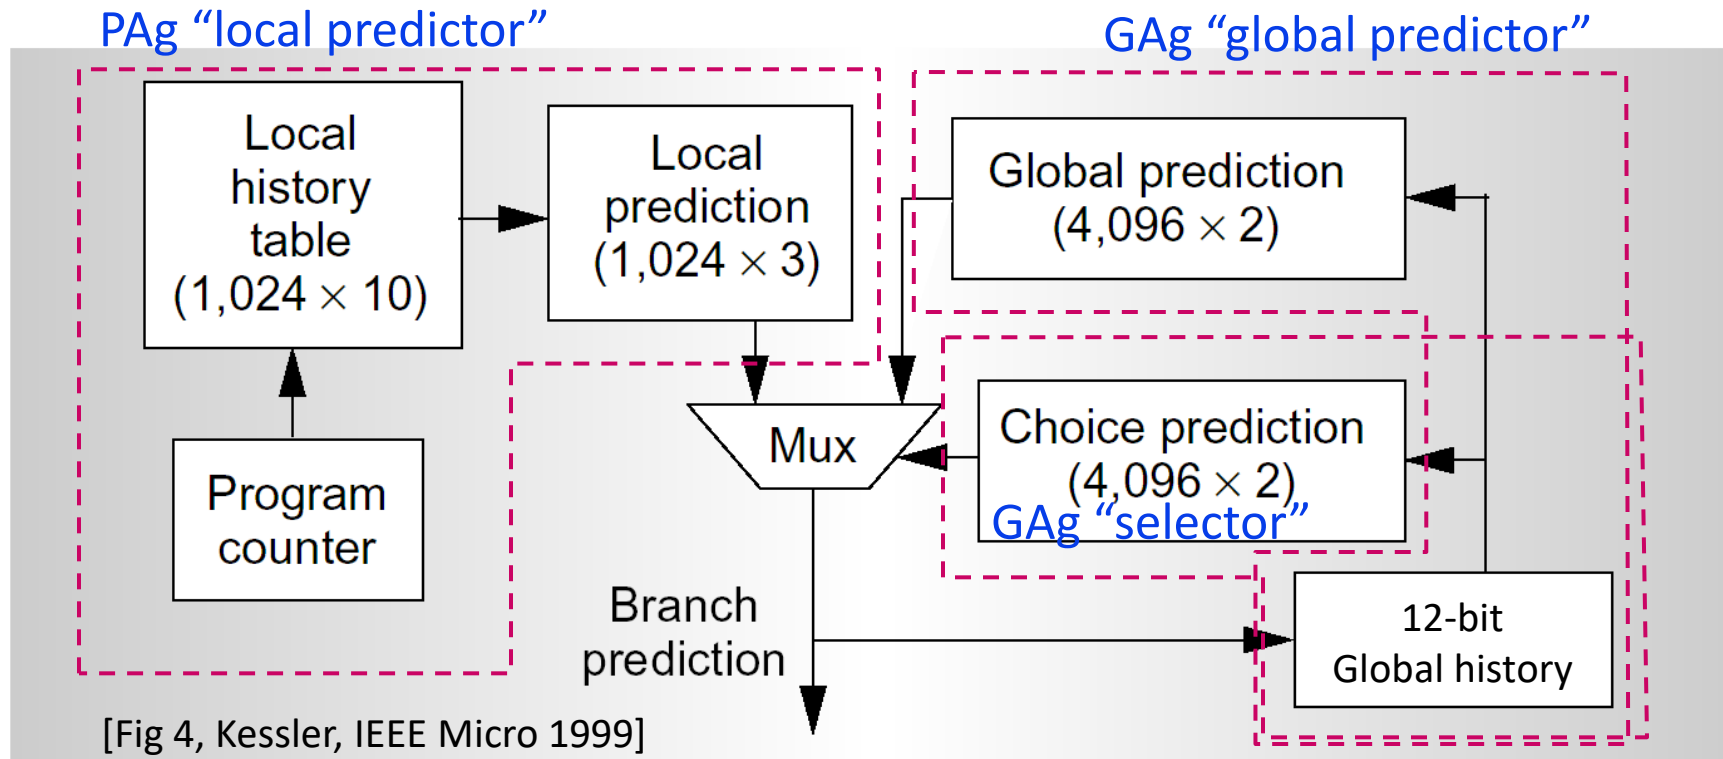 PAg “local predictor”
GAg “global predictor”
Local
history
table
(1,024 × 10)
Local
prediction
(1,024 × 3)
Global prediction
(4,096 × 2)
Program
counter
Mux
Choice prediction
(4,096 × 2)
GAg “selector”
Branch
prediction
12-bit
Global history
[Fig 4, Kessler, IEEE Micro 1999]